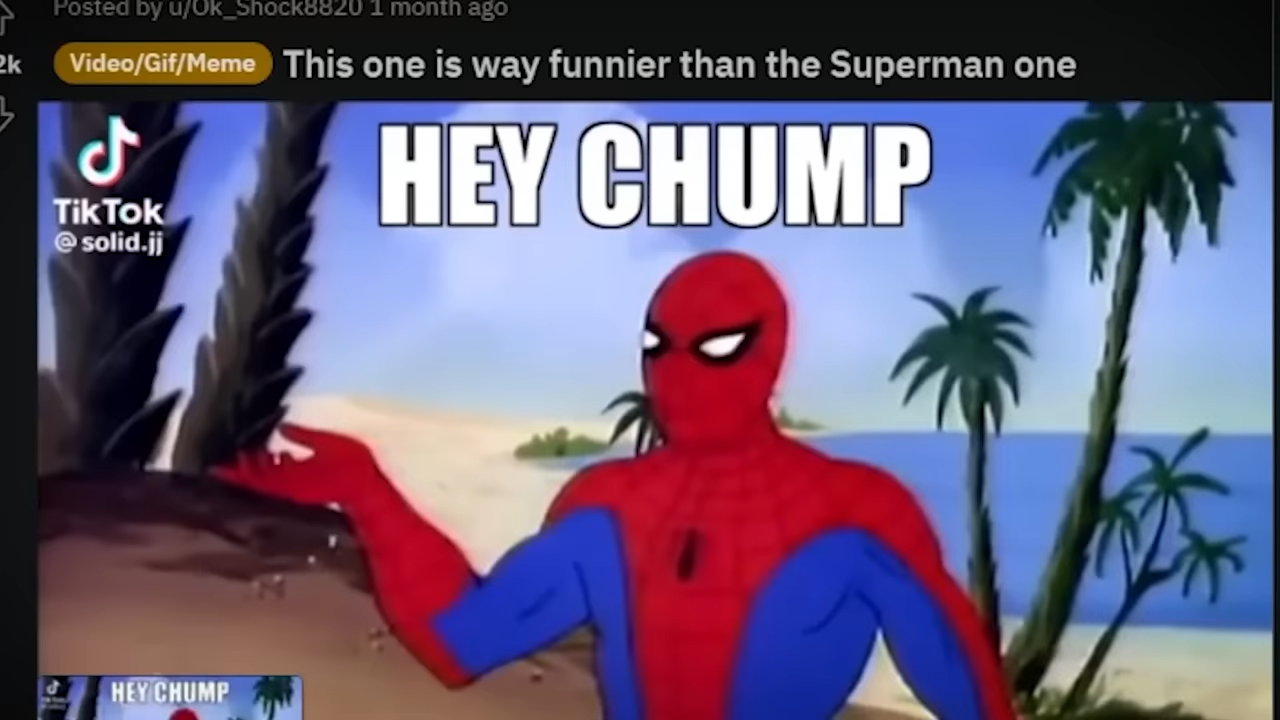 Posted by u/Ok_Shock8820 1 month ago
2k
Video/Gif/Meme This one is way funnier than the Superman one
HEY CHUMP
TikTok
@ solid.jj
HEY CHUMP